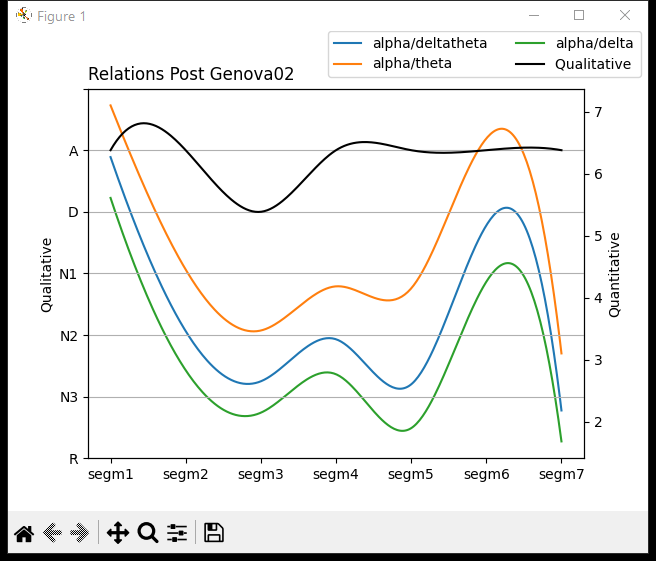 Figure 1
alpha/deltatheta alpha/delta
alpha/theta Qualitative
Relations Post Genova02
A
D
N1
N2
N3
R
Qualitative
7
6
5
4
3
2
Quantitative
segm1 segm2 segm3 segm4 segm5 segm6 segm7